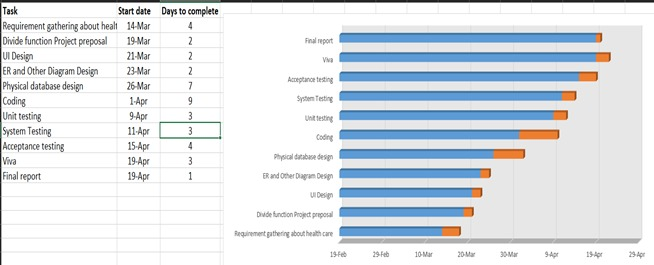 Task Start date Days to complete
Requirement gathering about healt 14-Mar 4
Divide function Project preposal 19-Mar 2
UI Design 21-Mar 2
ER and Other Diagram Design 23-Mar 2
Physical database design 26-Mar 7
Coding 1-Apr 9
Unit testing 9-Apr 3
System Testing 11-Apr 3
Acceptance testing 15-Apr 4
Viva 19-Apr 3
Final report 19-Apr 1
Final report
Viva
Acceptance testing
System Testing
Unit testing
Coding
Physical database design
ER and Other Diagram Design
UI Design
Divide function Project preposal
Requirement gathering about health care
19-Feb 29-Feb 10-Mar 20-Mar 30-Mar 9-Apr 19-Apr 29-Apr